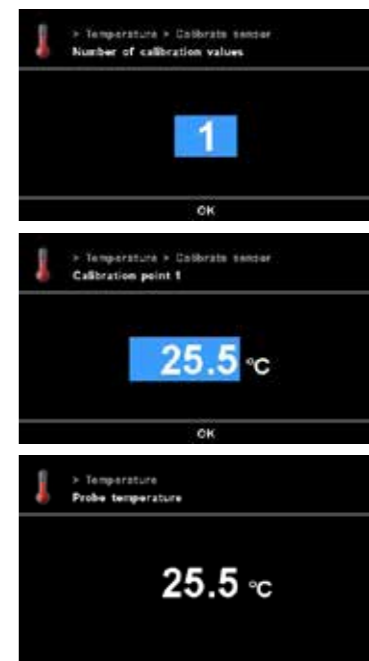 > Temperature > Calibrate sensor
Number of calibration values
1
OK
> Temperature > Calibrate sensor
Calibration point 1
25.5 °C
OK
> Temperature
Probe temperature
25.5 °C